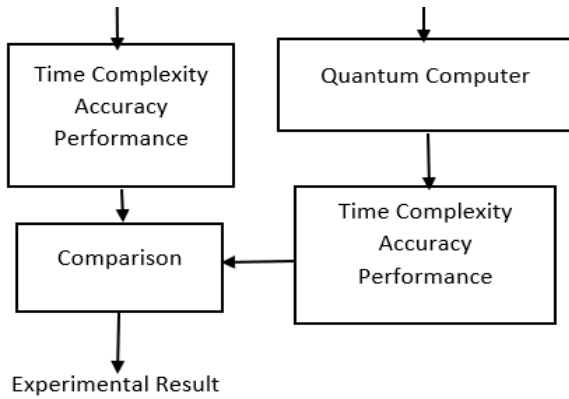 Time Complexity
Accuracy
Performance
Quantum Computer
Time Complexity
Accuracy
Performance
Comparison
Experimental Result